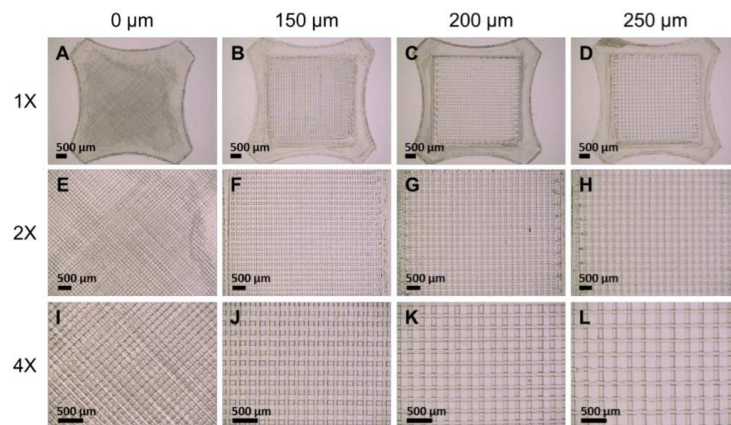 0 µm 150 µm 200 µm 250 µm
1X
A B C D
500 µm 500 µm 500 µm 500 µm
2X
E F G H
500 µm 500 µm 500 µm 500 µm
4X
I J K L
500 µm 500 µm 500 µm 500 µm